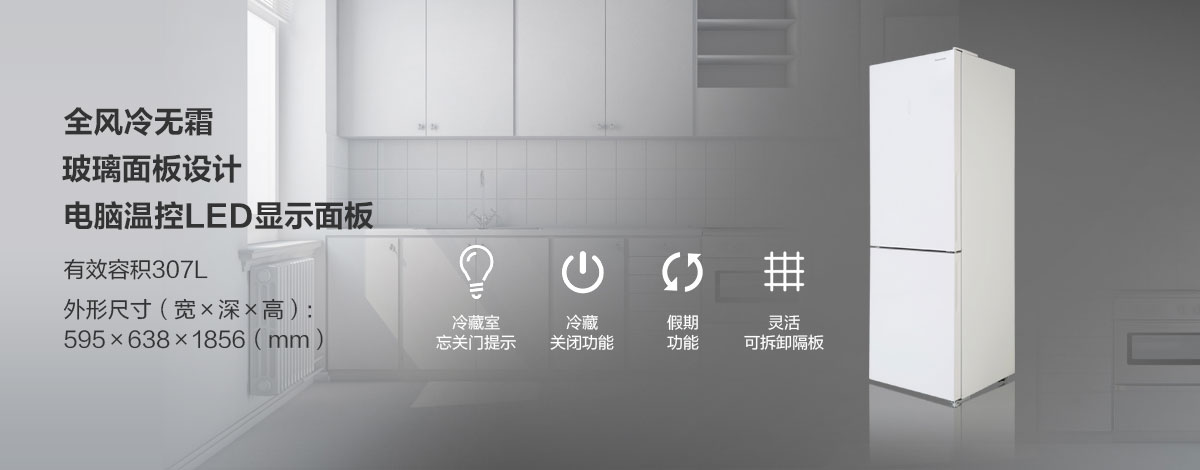 全风冷无霜
玻璃面板设计
电脑温控LED显示面板
有效容积307L
外形尺寸（宽×深×高）:
595×638×1856（mm）
冷藏室
忘关门提示
冷藏
关闭功能
假期
功能
灵活
可拆卸隔板